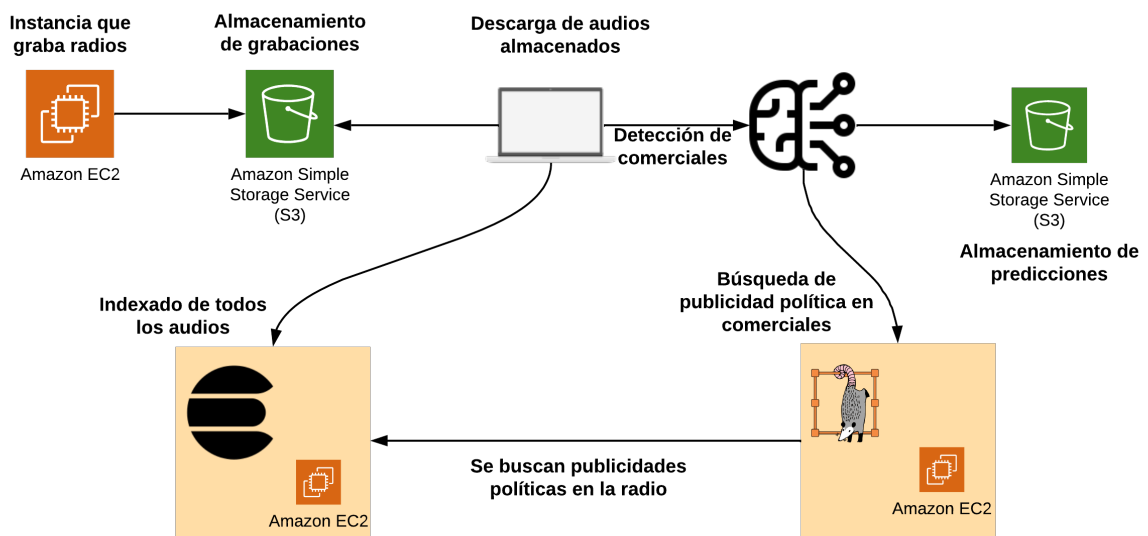 Instancia que
graba radios
Amazon EC2
Almacenamiento
de grabaciones
Amazon Simple
Storage Service
(S3)
Descarga de audios
almacenados
Detección de
comerciales
Amazon Simple
Storage Service
(S3)
Almacenamiento de
predicciones
Indexado de todos
los audios
Búsqueda de
publicidad política en
comerciales
Amazon EC2
Se buscan publicidades
políticas en la radio
Amazon EC2